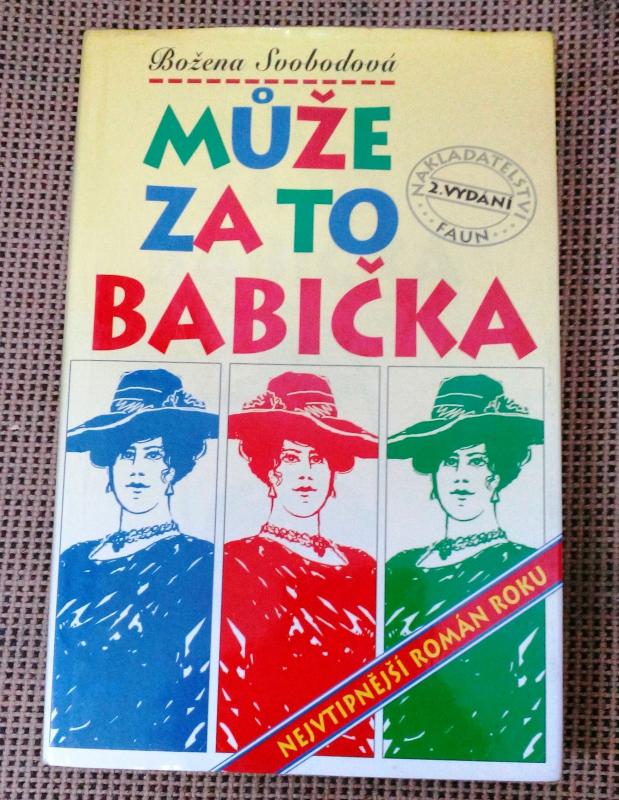 Božena Svobodová
MŮŽE
ZA TO
BABIČKA
NAKLADATELSTVÍ
2. VYDÁNÍ
FAUN
NEJVTIPNĚJŠÍ ROMÁN ROKU